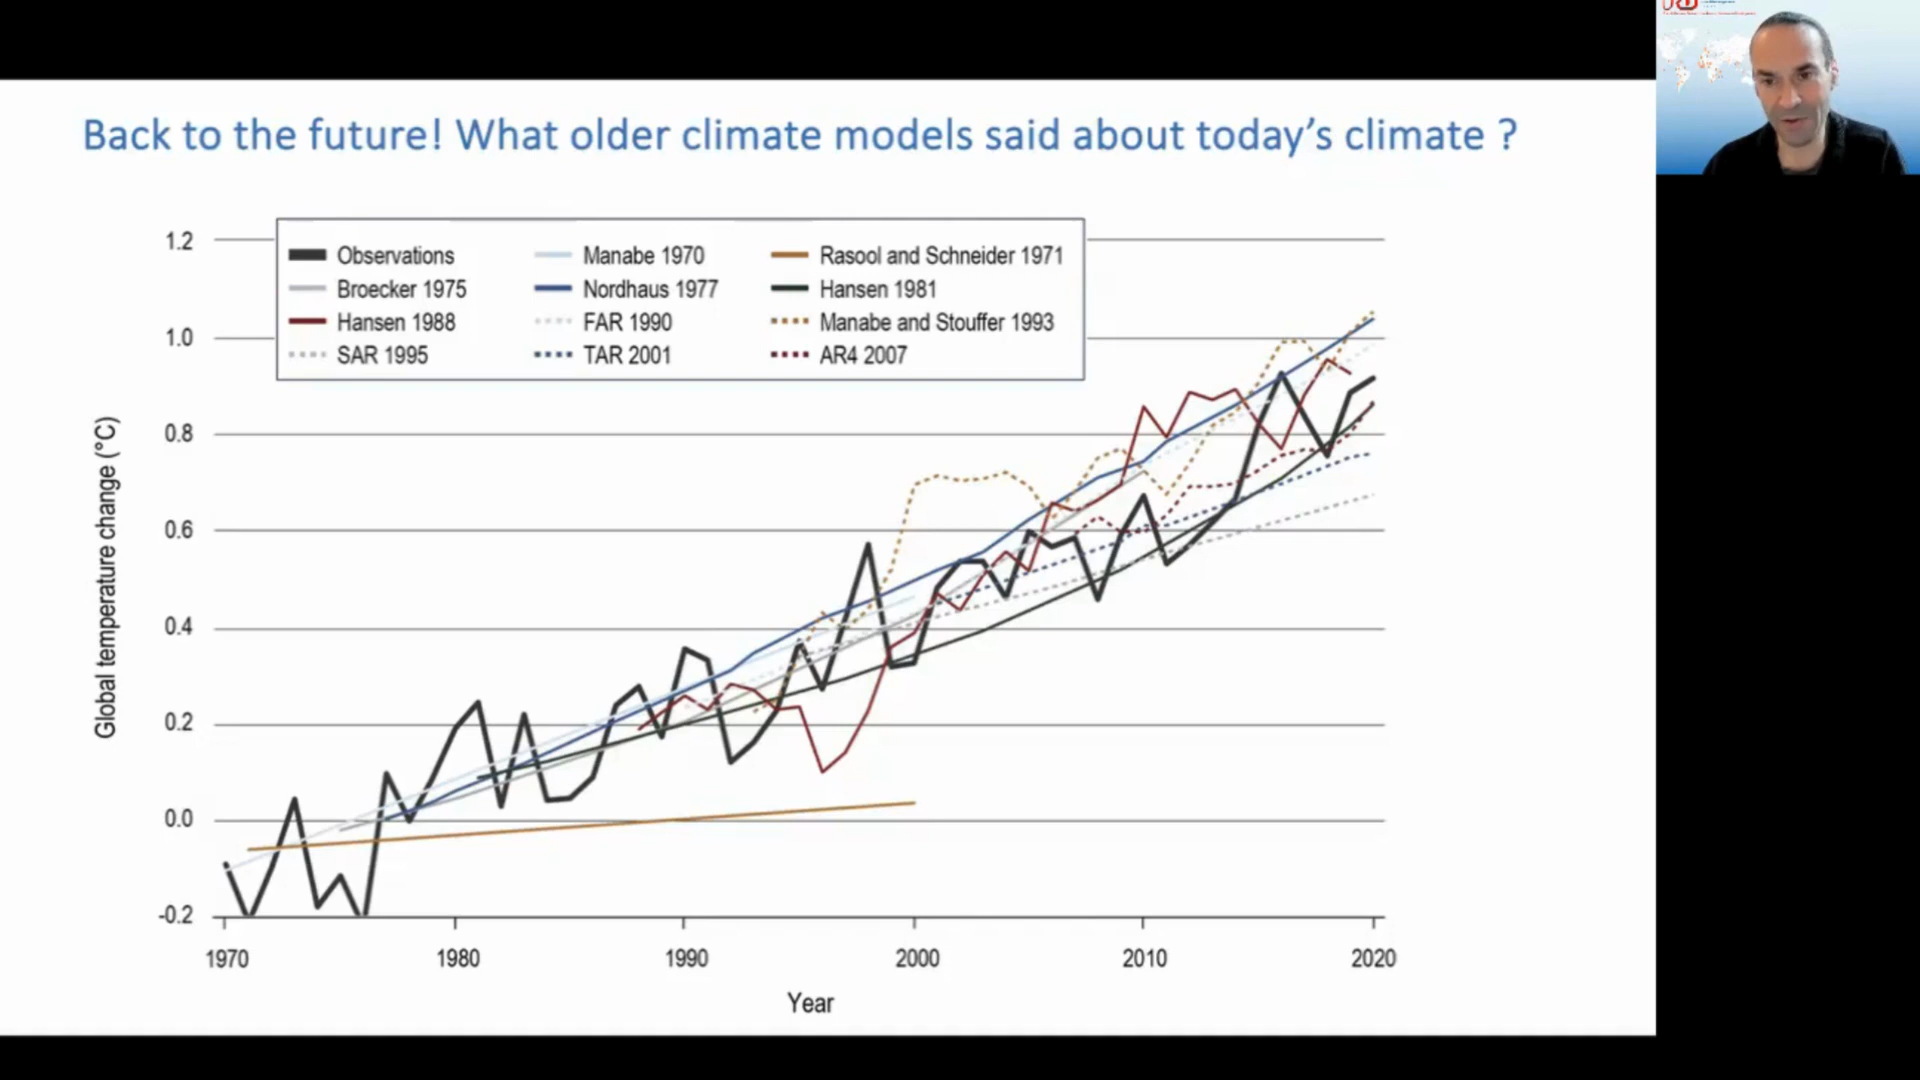 Back to the future! What older climate models said about today's climate ?
Observations Manabe 1970 Rasool and Schneider 1971
Broecker 1975 Nordhaus 1977 Hansen 1981
Hansen 1988 FAR 1990 Manabe and Stouffer 1993
SAR 1995 TAR 2001 AR4 2007
Global temperature change (°C)
1.2
1.0
0.8
0.6
0.4
0.2
0.0
-0.2
1970 1980 1990 2000 2010 2020
Year